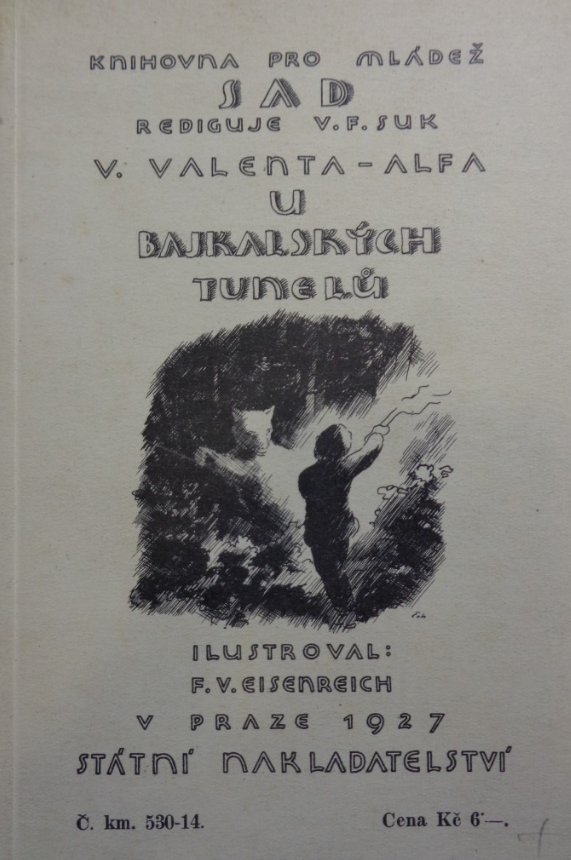 KNIHOVNA PRO MLÁDEŽ
SAD
REDIGUJE V. F. SUK
V. VALENTA-ALFA
U
BAJKALSKÝCH
TUNELŮ
ILUSTROVAL:
F. V. EISENREICH
V PRAZE 1927
STÁTNÍ NAKLADATELSTVÍ
Č. km. 530-14. Cena Kč 6·—.